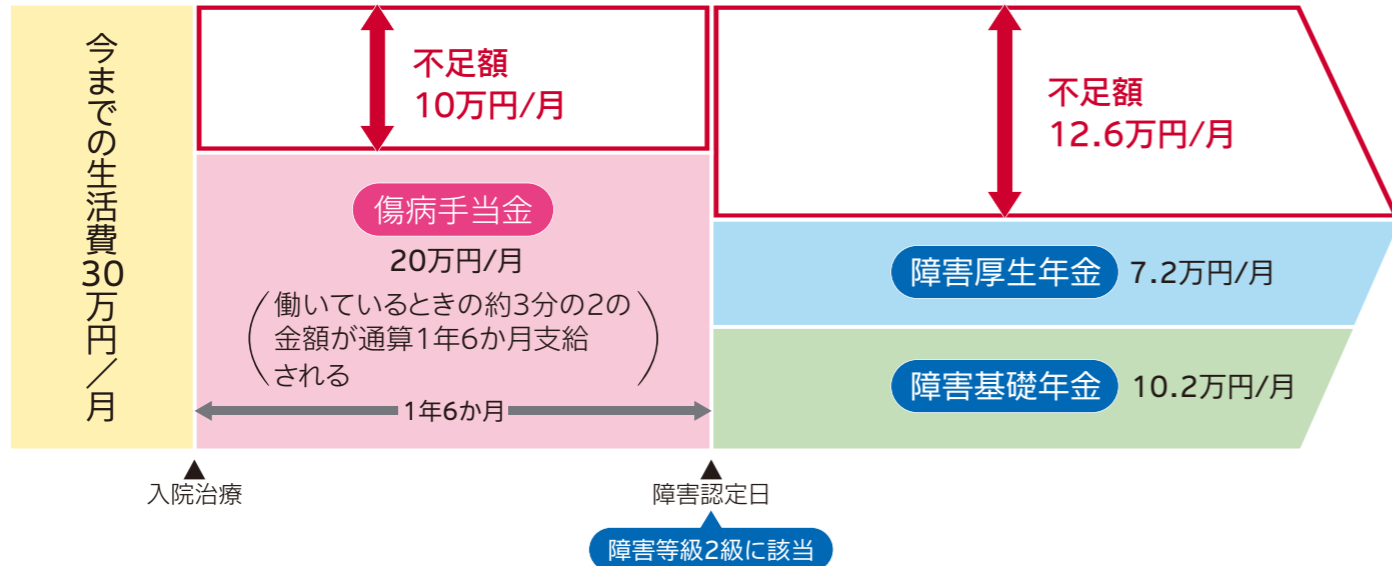 今までの生活費30万円/月
不足額
10万円/月
傷病手当金
20万円/月
(働いているときの約3分の2の
金額が通算1年6か月支給
される)
1年6か月
不足額
12.6万円/月
障害厚生年金 7.2万円/月
障害基礎年金 10.2万円/月
▲
入院治療
▲
障害認定日
障害等級2級に該当